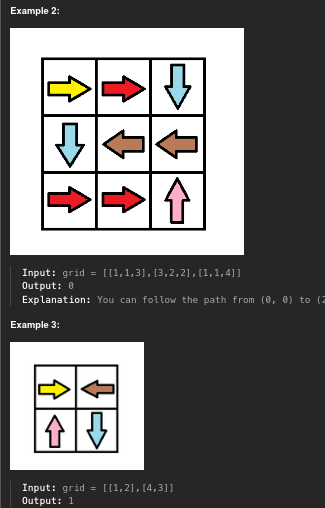 Example 2:
Input: grid = [[1,1,3],[3,2,2],[1,1,4]]
Output: 0
Explanation: You can follow the path from (0, 0) to (2
Example 3:
Input: grid = [[1,2],[4,3]]
Output: 1